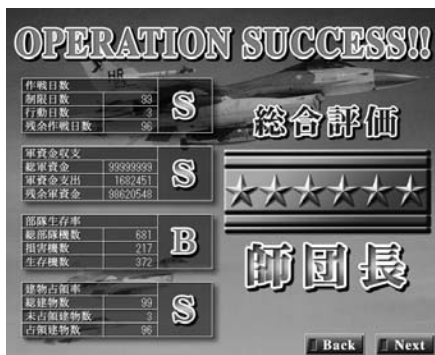 OPERATION SUCCESS!!
作戦日数
制限日数 99
行動日数 3
残余作戦日数 96
S
軍資金収支
総軍資金 99999999
軍資金支出 1682451
残余軍資金 98620548
S
部隊生存率
総部隊機数 681
損害機数 217
生存機数 372
B
建物占領率
総建物数 99
未占領建物数 3
占領建物数 96
S
総合評価
師団長
Back
Next